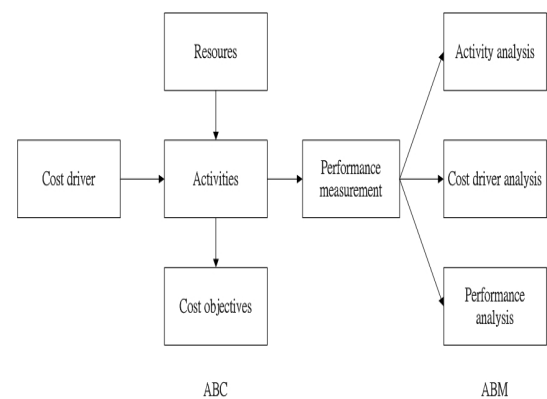 Resoures
Activity analysis
Cost driver
Activities
Performance
measurement
Cost driver analysis
Cost objectives
Performance
analysis
ABC
ABM